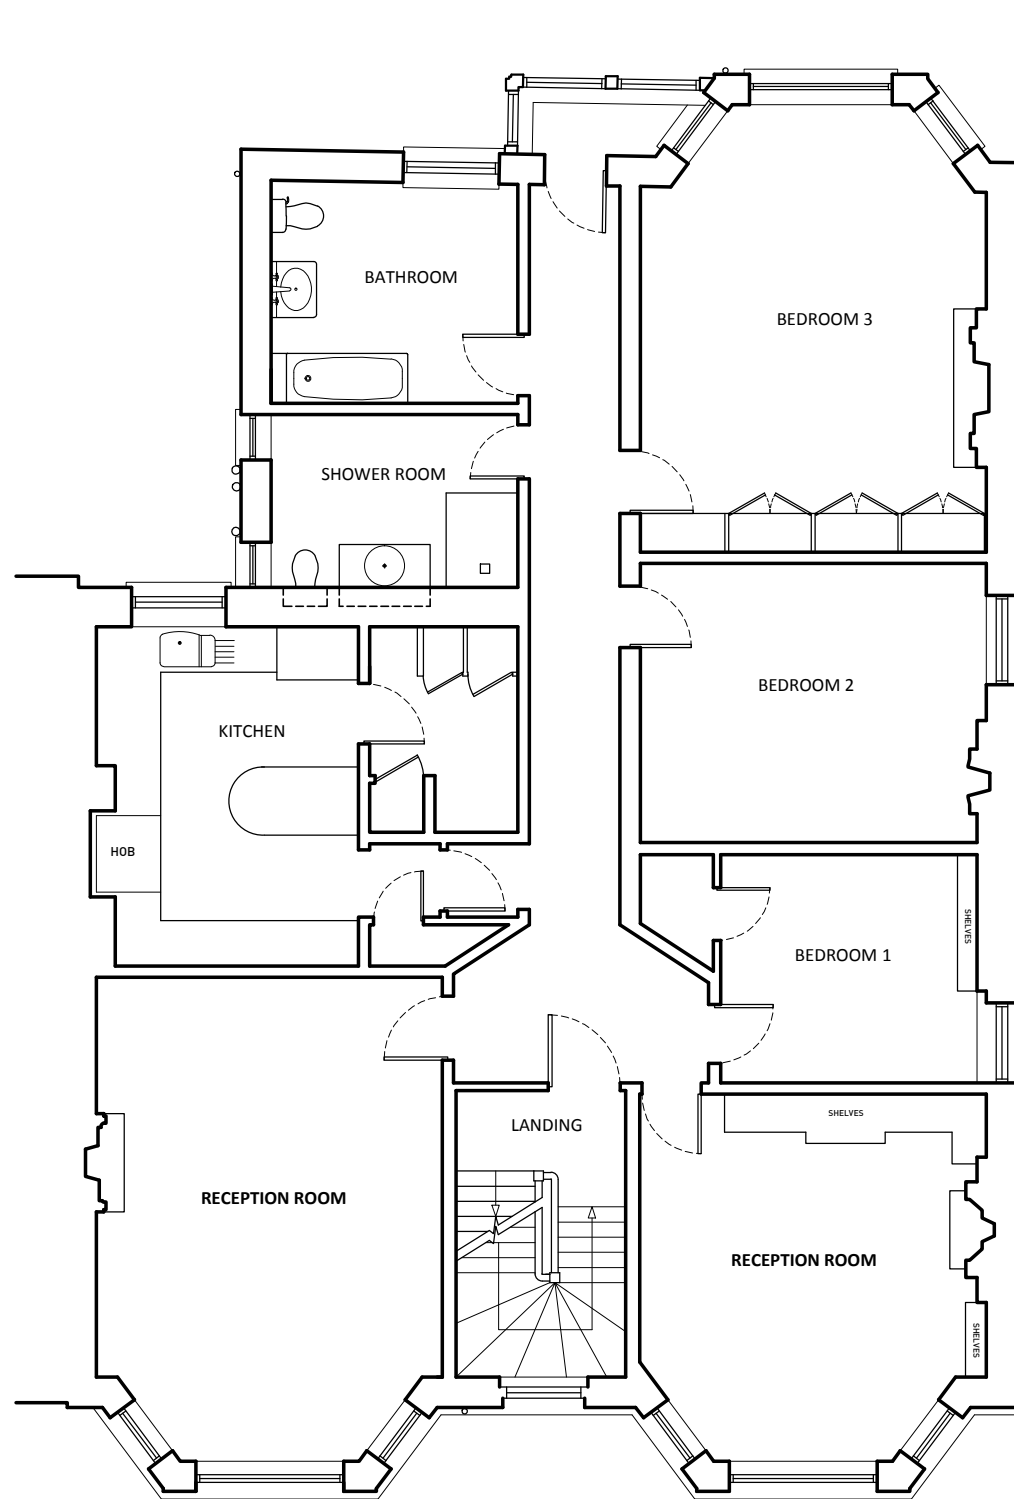 BATHROOM
BEDROOM 3
SHOWER ROOM
BEDROOM 2
KITCHEN
HOB
SHELVES
BEDROOM 1
SHELVES
LANDING
RECEPTION ROOM
RECEPTION ROOM
SHELVES